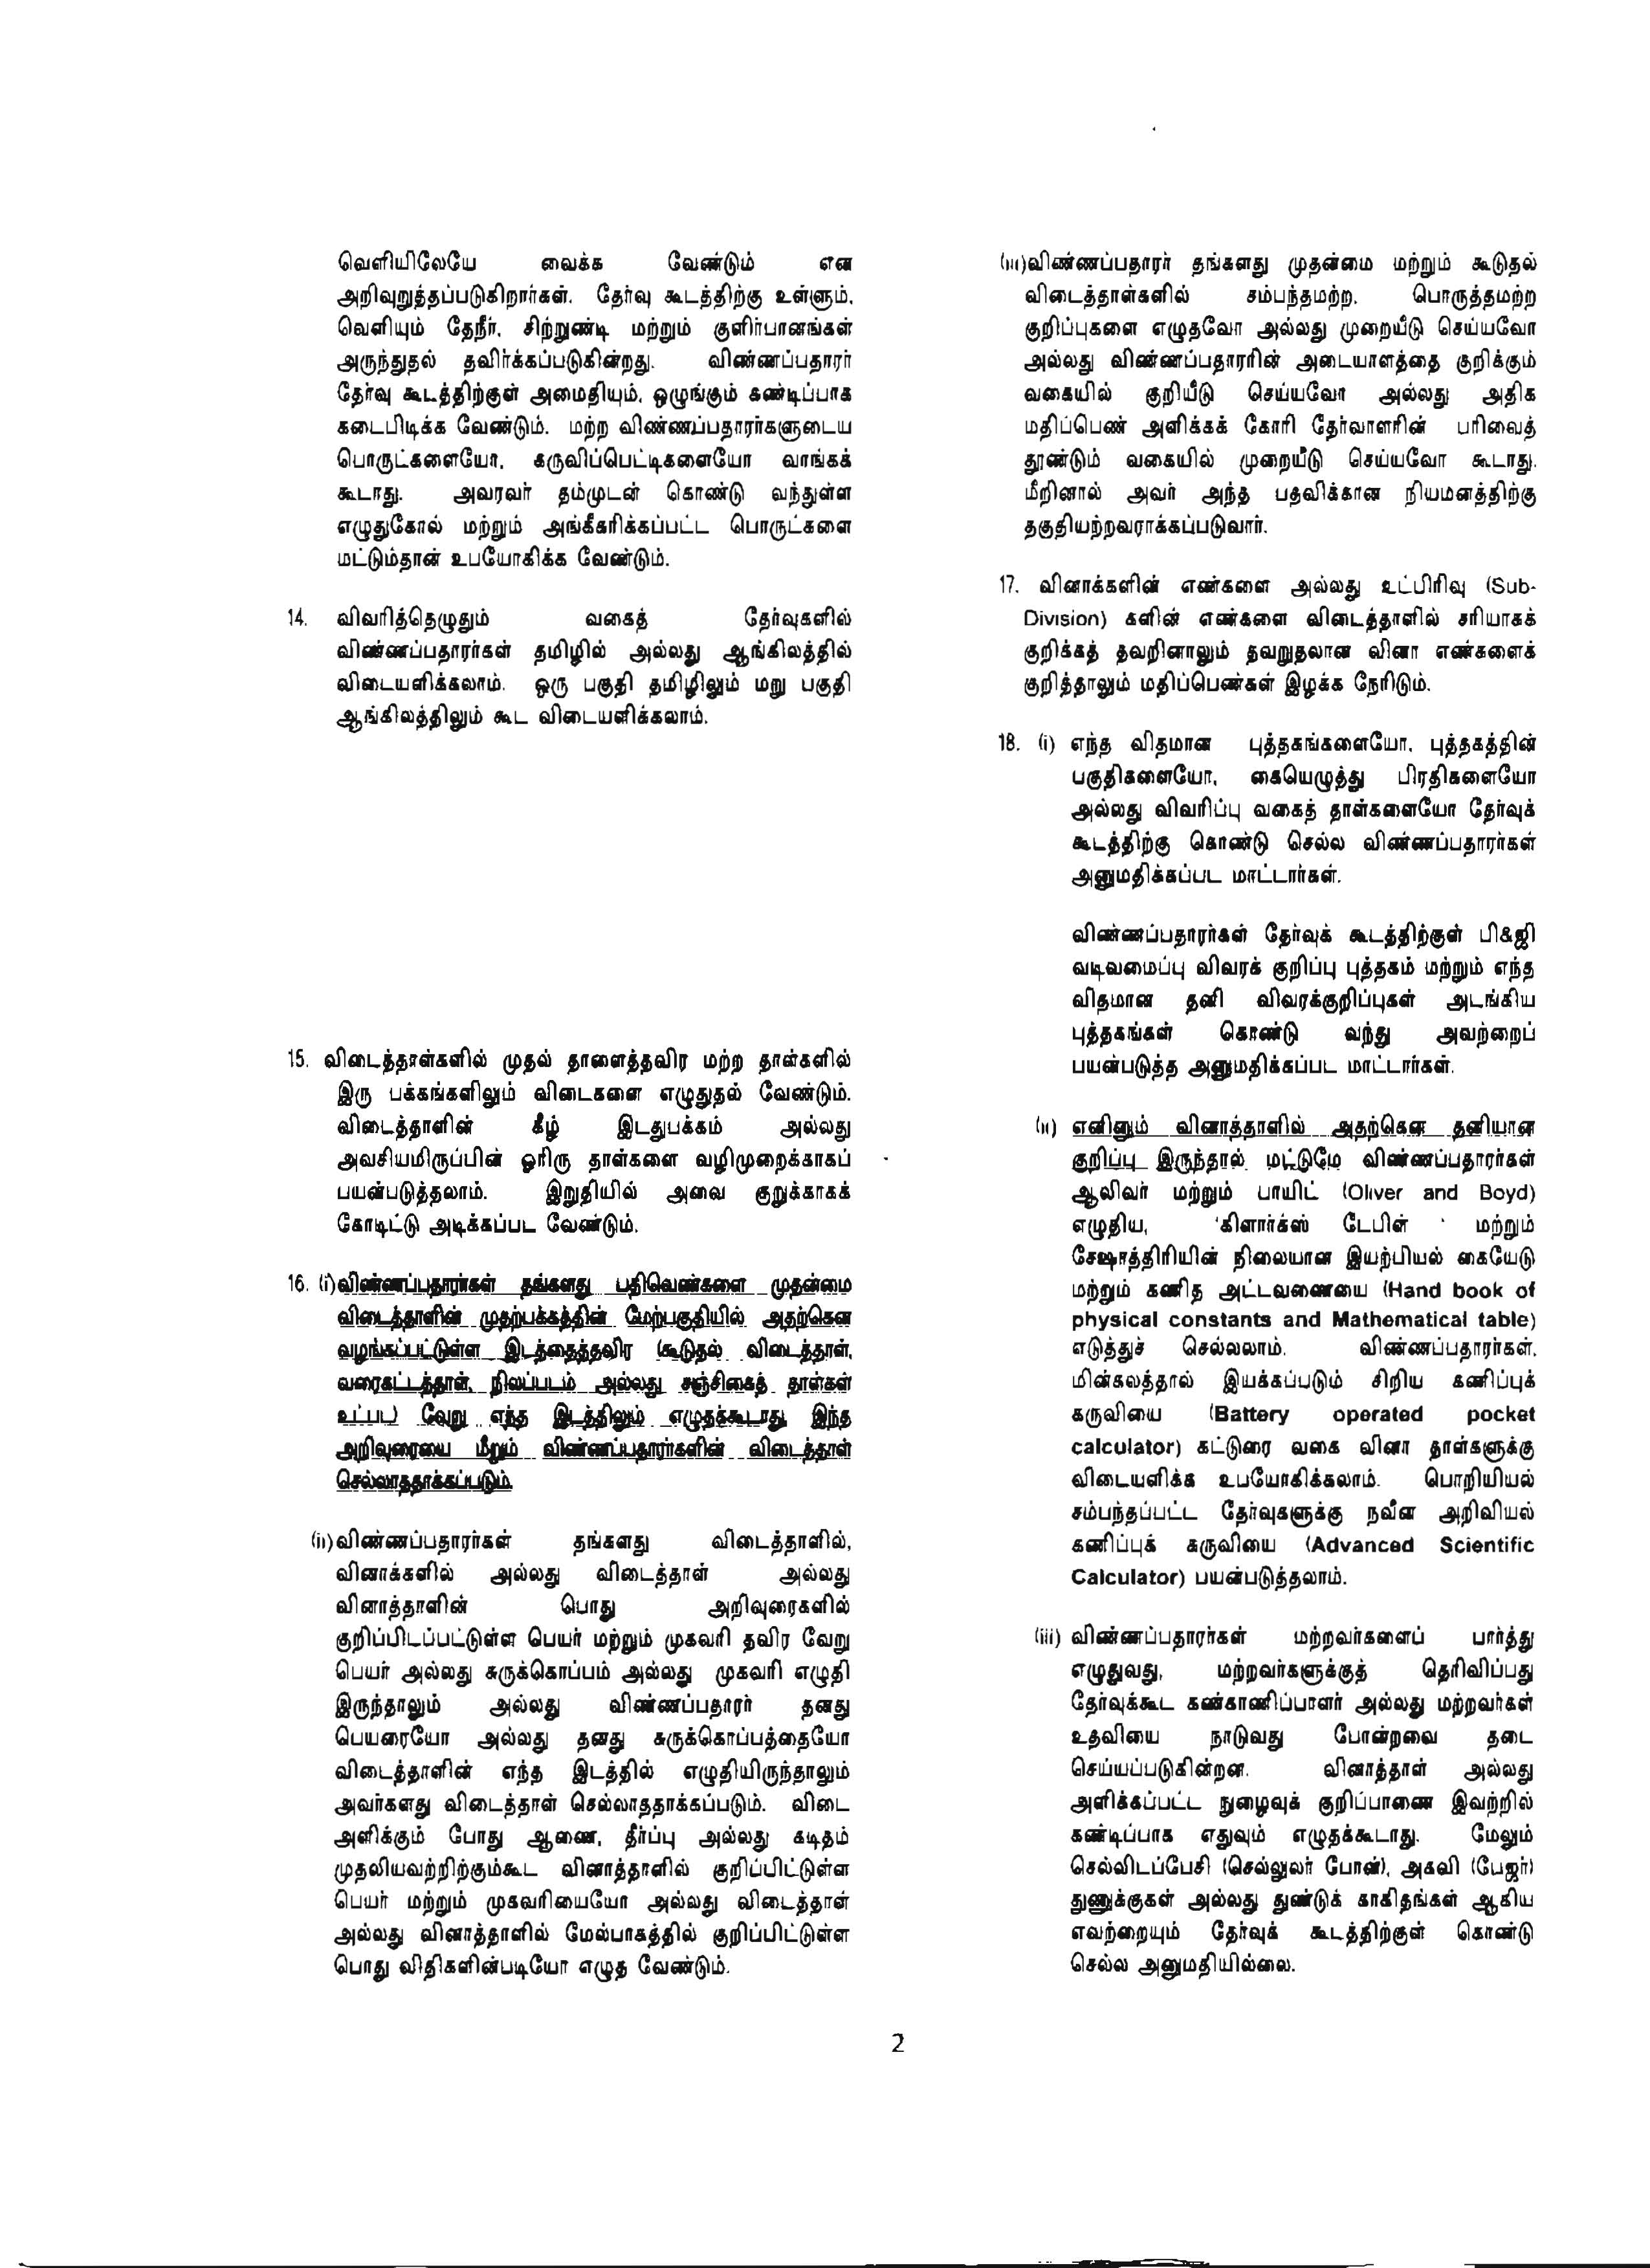 வெளியிலேயே வைக்க வேண்டும் என
அறிவுறுத்தப்படுகிறார்கள். தேர்வு கூடத்திற்கு உள்ளும்,
வெளியும் தேநீர், சிற்றுண்டி மற்றும் குளிர்பானங்கள்
அருந்துதல் தவிர்க்கப்படுகின்றது. விண்ணப்பதாரர்
தேர்வு கூடத்திற்குள் அமைதியும், ஒழுங்கும் கண்டிப்பாக
கடைபிடிக்க வேண்டும். மற்ற விண்ணப்பதாரர்களுடைய
பொருட்களையோ, கருவிப்பெட்டிகளையோ வாங்கக்
கூடாது. அவரவர் தம்முடன் கொண்டு வந்துள்ள
எழுதுகோல் மற்றும் அங்கீகரிக்கப்பட்ட பொருட்களை
மட்டும்தான் உபயோகிக்க வேண்டும்.
14. விவரித்தெழுதும் வகைத் தேர்வுகளில்
விண்ணப்பதாரர்கள் தமிழில் அல்லது ஆங்கிலத்தில்
விடையளிக்கலாம். ஒரு பகுதி தமிழிலும் மறு பகுதி
ஆங்கிலத்திலும் கூட விடையளிக்கலாம்.
15. விடைத்தாள்களில் முதல் தாளைத்தவிர மற்ற தாள்களில்
இரு பக்கங்களிலும் விடைகளை எழுதுதல் வேண்டும்.
விடைத்தாளின் கீழ் இடதுபக்கம் அல்லது
அவசியமிருப்பின் ஓரிரு தாள்களை வழிமுறைக்காகப்
பயன்படுத்தலாம். இறுதியில் அவை குறுக்காகக்
கோடிட்டு அடிக்கப்பட வேண்டும்.
16. (i)விண்ணப்பதாரர்கள் தங்களது பதிவெண்களை முதன்மை
விடைத்தாளின் முதற்பக்கத்தின் மேற்பகுதியில் அதற்கென
வழங்கப்பட்டுள்ள இடத்தைத்தவிர (கூடுதல் விடைத்தாள்,
வரைகட்டத்தாள், நிலப்படம் அல்லது சஞ்சிகைத் தாள்கள்
உட்பட) வேறு எந்த இடத்திலும் எழுதக்கூடாது. இந்த
அறிவுரையை மீறும் விண்ணப்பதாரர்களின் விடைத்தாள்
செல்லாததாக்கப்படும்.
(ii)விண்ணப்பதாரர்கள் தங்களது விடைத்தாளில்,
வினாக்களில் அல்லது விடைத்தாள் அல்லது
வினாத்தாளின் பொது அறிவுரைகளில்
குறிப்பிடப்பட்டுள்ள பெயர் மற்றும் முகவரி தவிர வேறு
பெயர் அல்லது சுருக்கொப்பம் அல்லது முகவரி எழுதி
இருந்தாலும் அல்லது விண்ணப்பதாரர் தனது
பெயரையோ அல்லது தனது சுருக்கொப்பத்தையோ
விடைத்தாளின் எந்த இடத்தில் எழுதியிருந்தாலும்
அவர்களது விடைத்தாள் செல்லாததாக்கப்படும். விடை
அளிக்கும் போது ஆணை, தீர்ப்பு அல்லது கடிதம்
முதலியவற்றிற்கும்கூட வினாத்தாளில் குறிப்பிட்டுள்ள
பெயர் மற்றும் முகவரியையோ அல்லது விடைத்தாள்
அல்லது வினாத்தாளில் மேல்பாகத்தில் குறிப்பிட்டுள்ள
பொது விதிகளின்படியோ எழுத வேண்டும்.
(iii)விண்ணப்பதாரர் தங்களது முதன்மை மற்றும் கூடுதல்
விடைத்தாள்களில் சம்பந்தமற்ற, பொருத்தமற்ற
குறிப்புகளை எழுதவோ அல்லது முறையீடு செய்யவோ
அல்லது விண்ணப்பதாரரின் அடையாளத்தை குறிக்கும்
வகையில் குறியீடு செய்யவோ அல்லது அதிக
மதிப்பெண் அளிக்கக் கோரி தேர்வாளரின் பரிவைத்
தூண்டும் வகையில் முறையீடு செய்யவோ கூடாது.
மீறினால் அவர் அந்த பதவிக்கான நியமனத்திற்கு
தகுதியற்றவராக்கப்படுவார்.
17. வினாக்களின் எண்களை அல்லது உட்பிரிவு (Sub-
Division) களின் எண்களை விடைத்தாளில் சரியாகக்
குறிக்கத் தவறினாலும் தவறுதலான வினா எண்களைக்
குறித்தாலும் மதிப்பெண்கள் இழக்க நேரிடும்.
18. (i) எந்த விதமான புத்தகங்களையோ, புத்தகத்தின்
பகுதிகளையோ, கையெழுத்து பிரதிகளையோ
அல்லது விவரிப்பு வகைத் தாள்களையோ தேர்வுக்
கூடத்திற்கு கொண்டு செல்ல விண்ணப்பதாரர்கள்
அனுமதிக்கப்பட மாட்டார்கள்.
விண்ணப்பதாரர்கள் தேர்வுக் கூடத்திற்குள் பி&ஜி
வடிவமைப்பு விவரக் குறிப்பு புத்தகம் மற்றும் எந்த
விதமான தனி விவரக்குறிப்புகள் அடங்கிய
புத்தகங்கள் கொண்டு வந்து அவற்றைப்
பயன்படுத்த அனுமதிக்கப்பட மாட்டார்கள்.
(ii) எனினும் வினாத்தாளில் அதற்கென தனியான
குறிப்பு இருந்தால் மட்டுமே விண்ணப்பதாரர்கள்
ஆலிவர் மற்றும் பாயிட் (Oliver and Boyd)
எழுதிய, 'கிளார்க்ஸ் டேபிள் ' மற்றும்
சேஷாத்திரியின் நிலையான இயற்பியல் கையேடு
மற்றும் கணித அட்டவணையை (Hand book of
physical constants and Mathematical table)
எடுத்துச் செல்லலாம். விண்ணப்பதாரர்கள்,
மின்கலத்தால் இயக்கப்படும் சிறிய கணிப்புக்
கருவியை (Battery operated pocket
calculator) கட்டுரை வகை வினா தாள்களுக்கு
விடையளிக்க உபயோகிக்கலாம். பொறியியல்
சம்பந்தப்பட்ட தேர்வுகளுக்கு நவீன அறிவியல்
கணிப்புக் கருவியை (Advanced Scientific
Calculator) பயன்படுத்தலாம்.
(iii) விண்ணப்பதாரர்கள் மற்றவர்களைப் பார்த்து
எழுதுவது, மற்றவர்களுக்குத் தெரிவிப்பது
தேர்வுக்கூட கண்காணிப்பாளர் அல்லது மற்றவர்கள்
உதவியை நாடுவது போன்றவை தடை
செய்யப்படுகின்றன. வினாத்தாள் அல்லது
அளிக்கப்பட்ட நுழைவுக் குறிப்பாணை இவற்றில்
கண்டிப்பாக எதுவும் எழுதக்கூடாது. மேலும்
செல்விடப்பேசி (செல்லுலர் போன்), அகவி (பேஜர்)
துணுக்குகள் அல்லது துண்டுக் காகிதங்கள் ஆகிய
எவற்றையும் தேர்வுக் கூடத்திற்குள் கொண்டு
செல்ல அனுமதியில்லை.
2